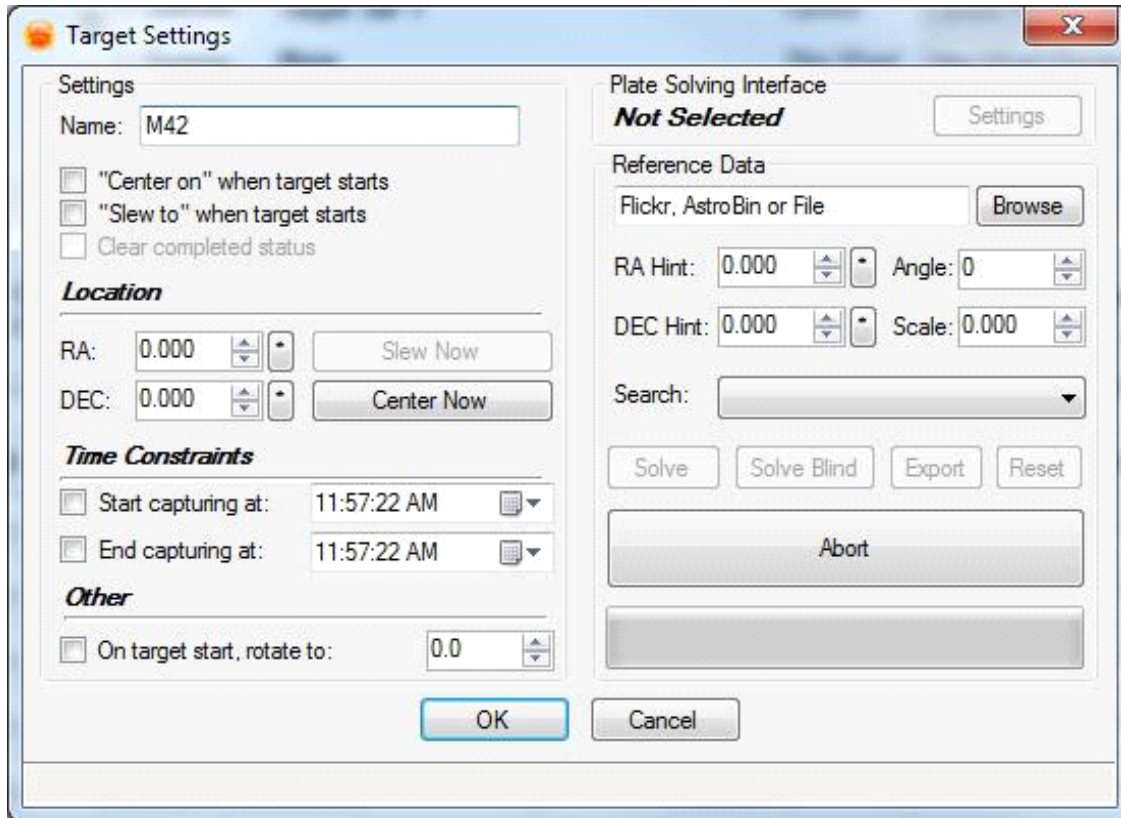 Target Settings
Settings
Name: M42
"Center on" when target starts
"Slew to" when target starts
Clear completed status
Location
RA: 0.000 Slew Now
DEC: 0.000 Center Now
Time Constraints
Start capturing at: 11:57:22 AM
End capturing at: 11:57:22 AM
Other
On target start, rotate to: 0.0
Plate Solving Interface
Not Selected Settings
Reference Data
Flickr, AstroBin or File Browse
RA Hint: 0.000 Angle: 0
DEC Hint: 0.000 Scale: 0.000
Search:
Solve Solve Blind Export Reset
Abort
OK Cancel